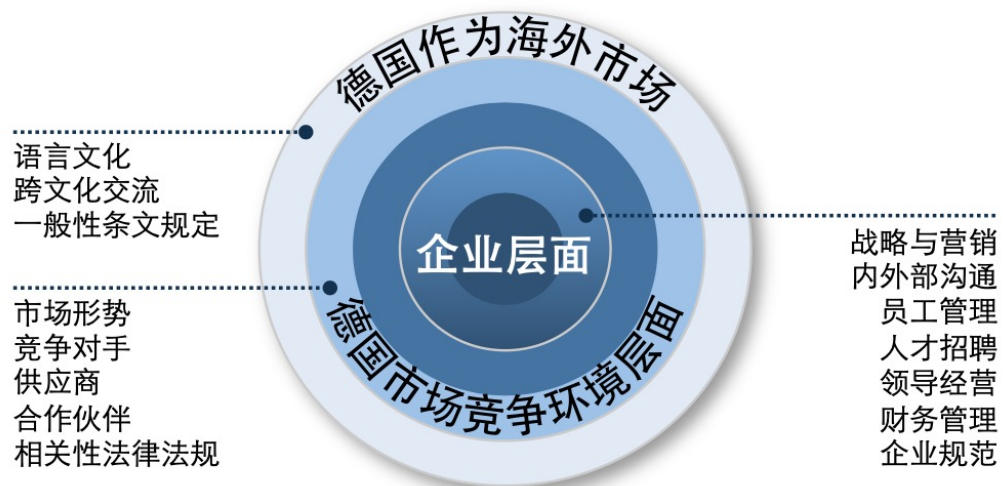 德国作为海外市场
语言文化
跨文化交流
一般性条文规定
企业层面
战略与营销
内外部沟通
员工管理
人才招聘
领导经营
财务管理
企业规范
市场形势
竞争对手
供应商
合作伙伴
相关性法律法规
德国市场竞争环境层面